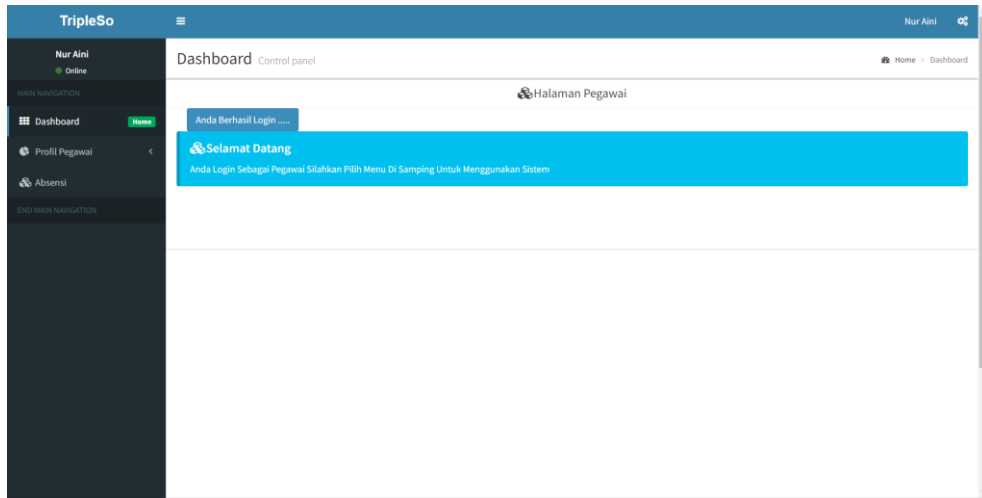 TripleSo
Nur Aini
Nur Aini
Online
MAIN NAVIGATION
Dashboard Home
Profil Pegawai
Absensi
END MAIN NAVIGATION
Dashboard Control panel
Home > Dashboard
Halaman Pegawai
Anda Berhasil Login .....
Selamat Datang
Anda Login Sebagai Pegawai Silahkan Pilih Menu Di Samping Untuk Menggunakan Sistem